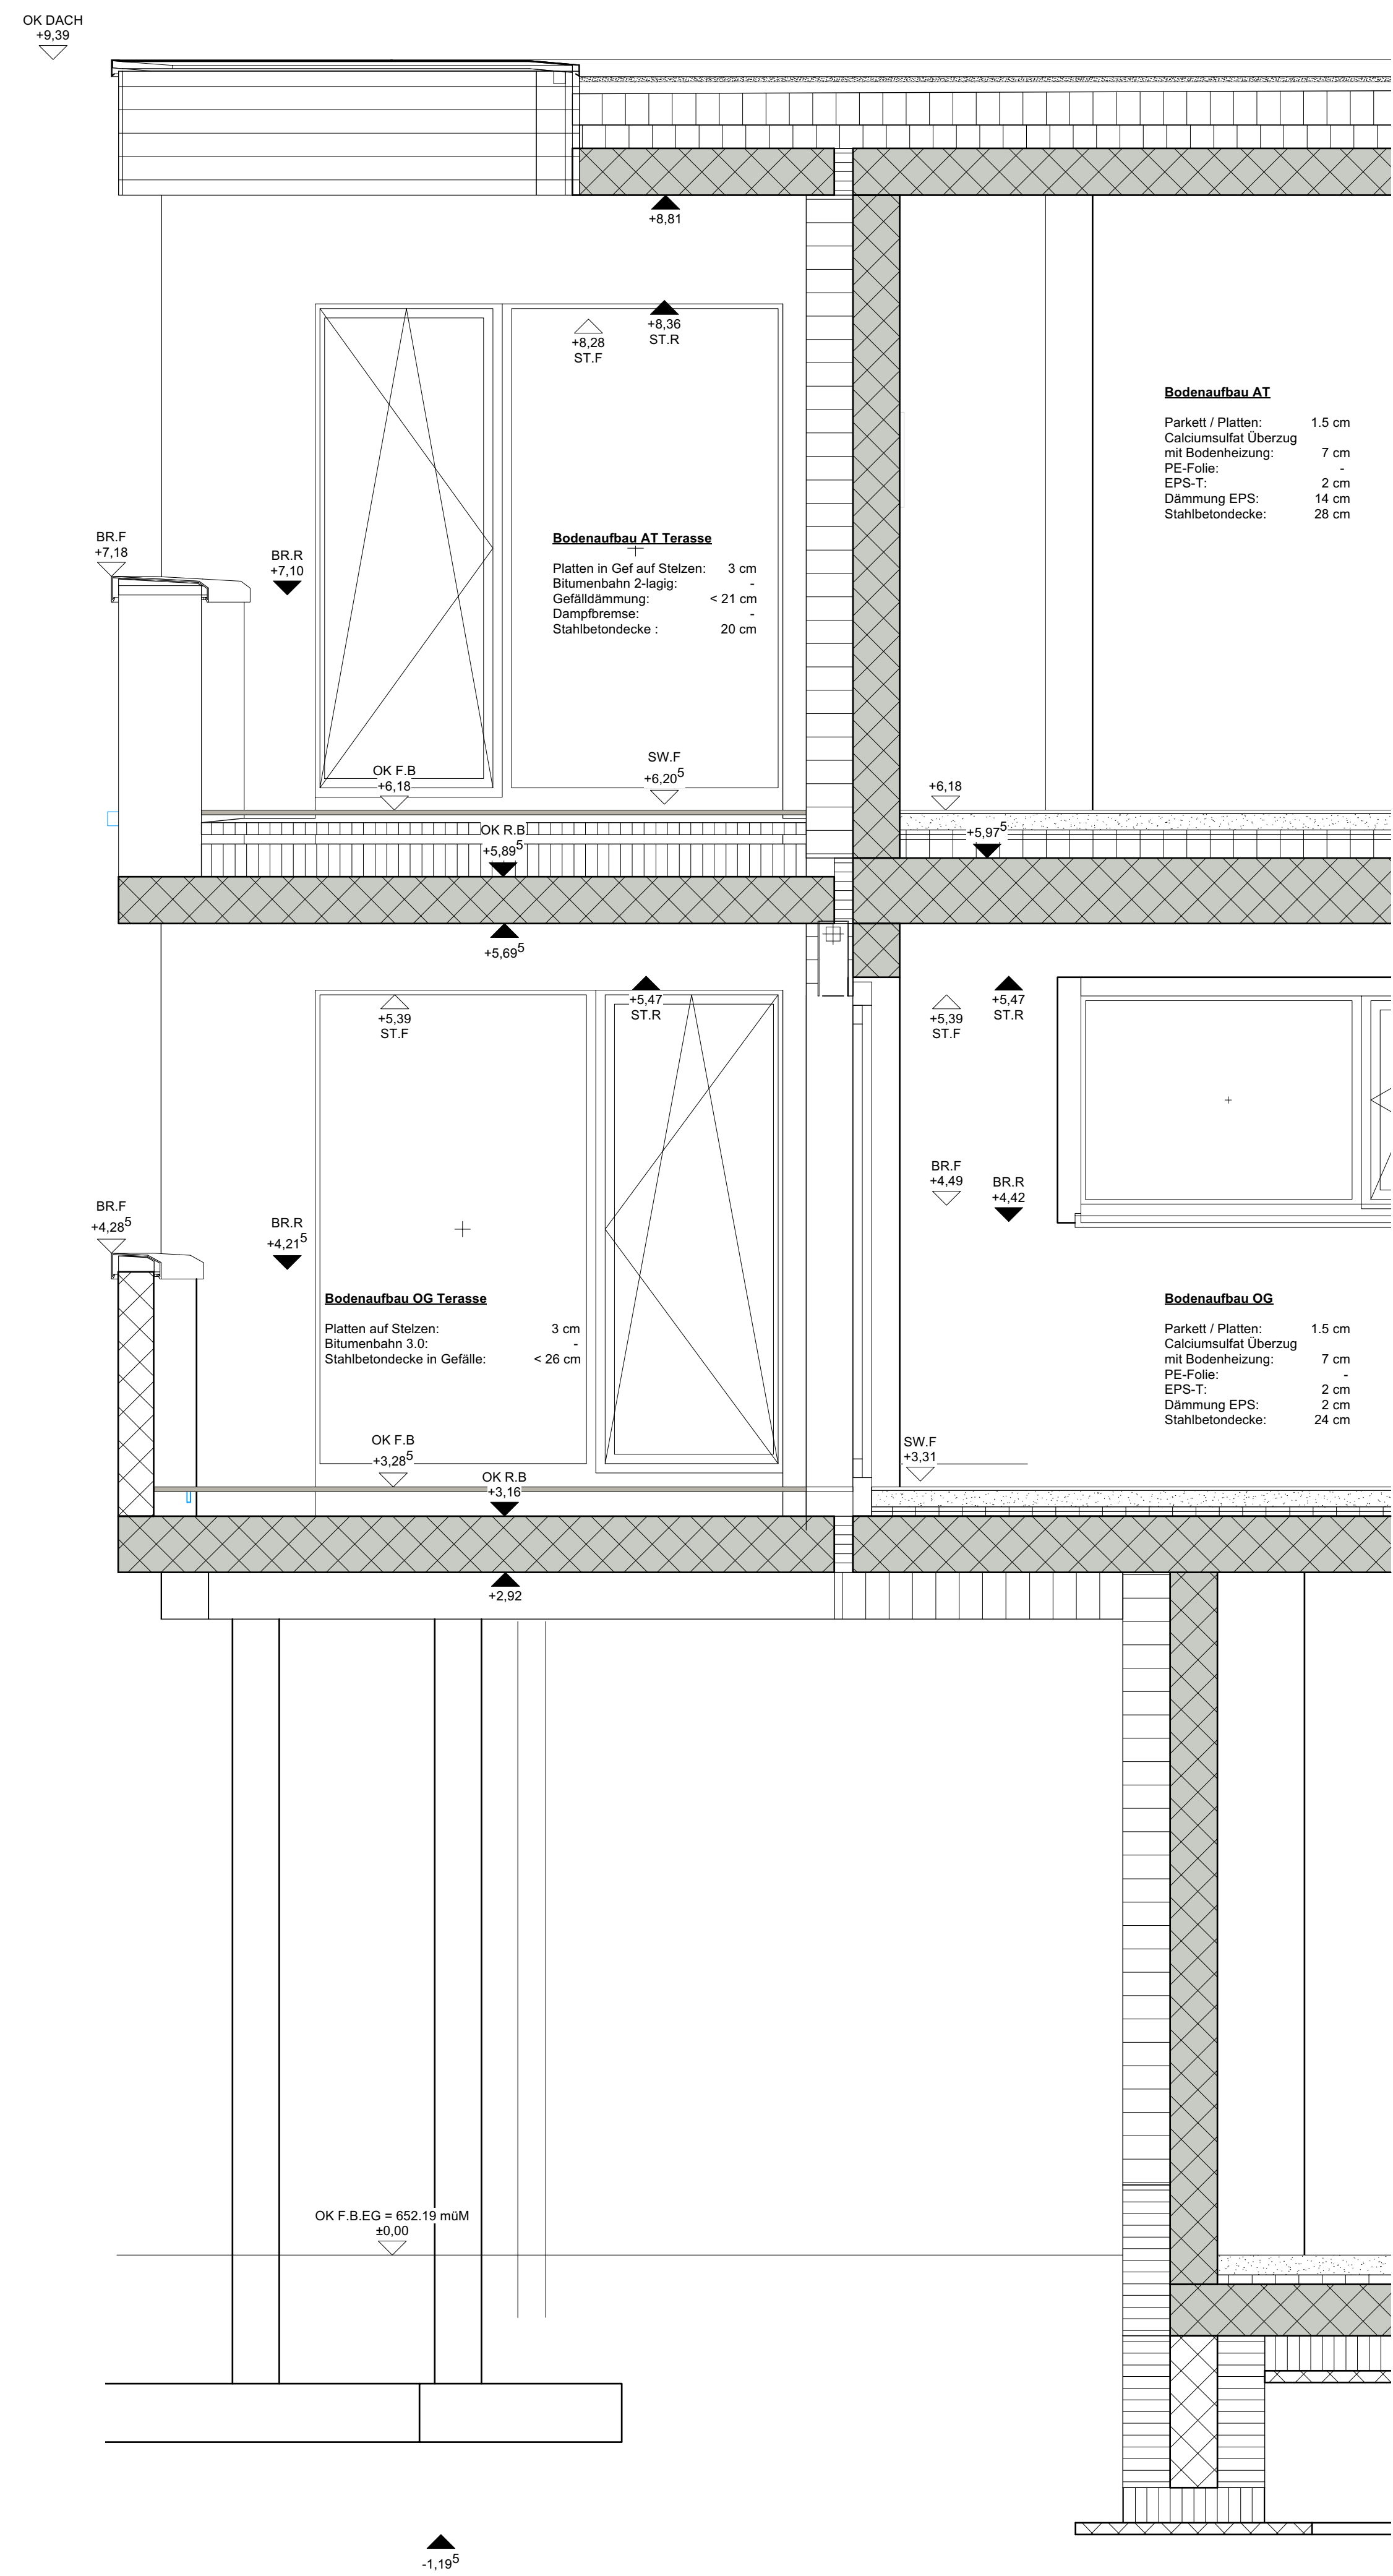 OK DACH
+9,39
+8,81
+8,36
ST.R
+8,28
ST.F
Bodenaufbau AT
Parkett / Platten: 1.5 cm
Calciumsulfat Überzug
mit Bodenheizung: 7 cm
PE-Folie: -
EPS-T: 2 cm
Dämmung EPS: 14 cm
Stahlbetondecke: 28 cm
BR.F
+7,18
BR.R
+7,10
Bodenaufbau AT Terasse
Platten in Gef auf Stelzen: 3 cm
Bitumenbahn 2-lagig: -
Gefälldämmung: < 21 cm
Dampfbremse: -
Stahlbetondecke : 20 cm
OK F.B
+6,18
SW.F
+6,20⁵
+6,18
OK R.B
+5,89⁵
+5,97⁵
+5,69⁵
+5,39
ST.F
+5,47
ST.R
+5,39
ST.F
+5,47
ST.R
BR.F
+4,49
BR.R
+4,42
BR.F
+4,28⁵
BR.R
+4,21⁵
Bodenaufbau OG Terasse
Platten auf Stelzen: 3 cm
Bitumenbahn 3.0: -
Stahlbetondecke in Gefälle: < 26 cm
Bodenaufbau OG
Parkett / Platten: 1.5 cm
Calciumsulfat Überzug
mit Bodenheizung: 7 cm
PE-Folie: -
EPS-T: 2 cm
Dämmung EPS: 2 cm
Stahlbetondecke: 24 cm
OK F.B
+3,28⁵
OK R.B
+3,16
SW.F
+3,31
+2,92
OK F.B.EG = 652.19 müM
±0,00
-1,19⁵